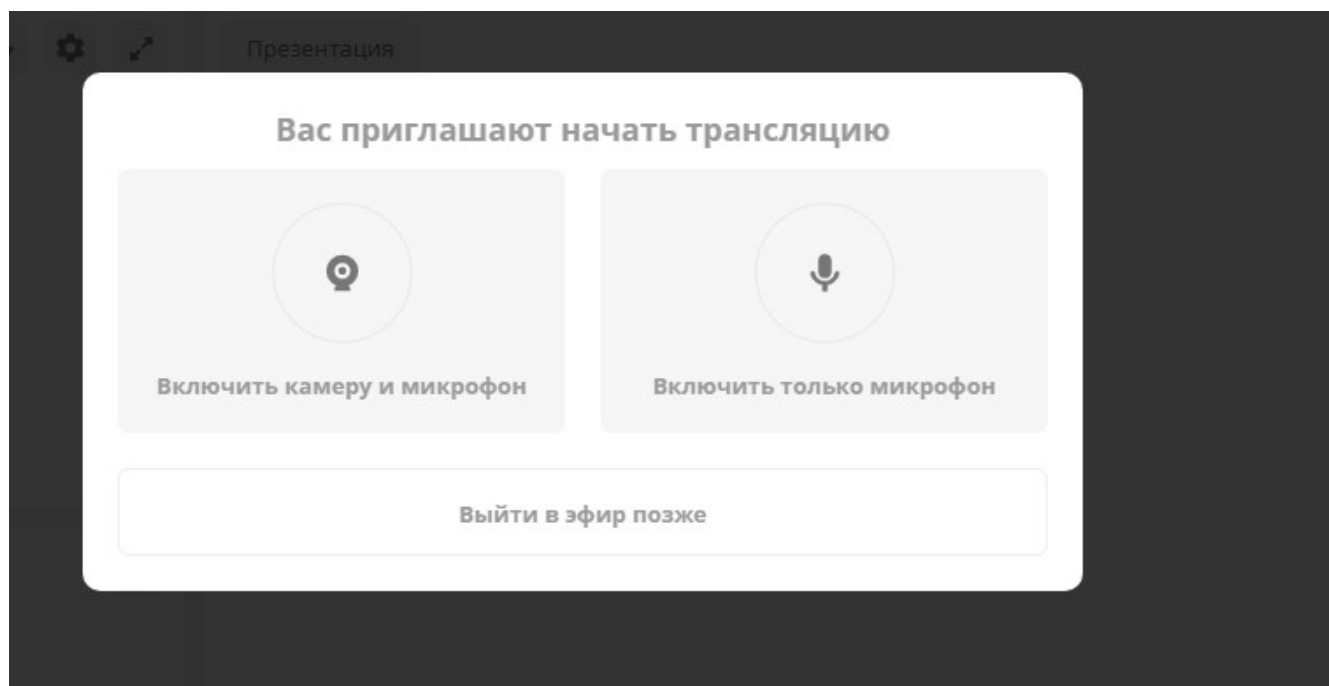 Презентация
Вас приглашают начать трансляцию
Включить камеру и микрофон
Включить только микрофон
Выйти в эфир позже